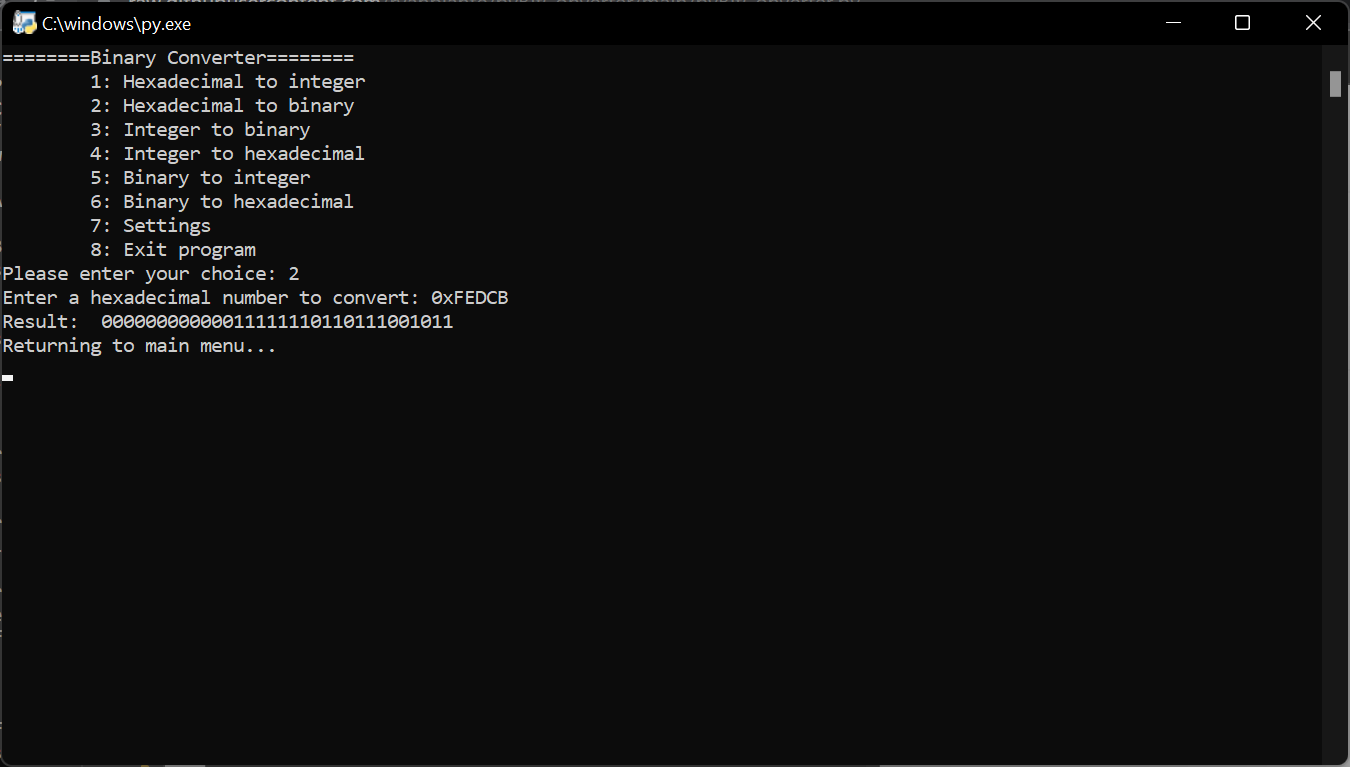 C:\windows\py.exe
========Binary Converter========
1: Hexadecimal to integer
2: Hexadecimal to binary
3: Integer to binary
4: Integer to hexadecimal
5: Binary to integer
6: Binary to hexadecimal
7: Settings
8: Exit program
Please enter your choice: 2
Enter a hexadecimal number to convert: 0xFEDCB
Result:  00000000000011111110110111001011
Returning to main menu...